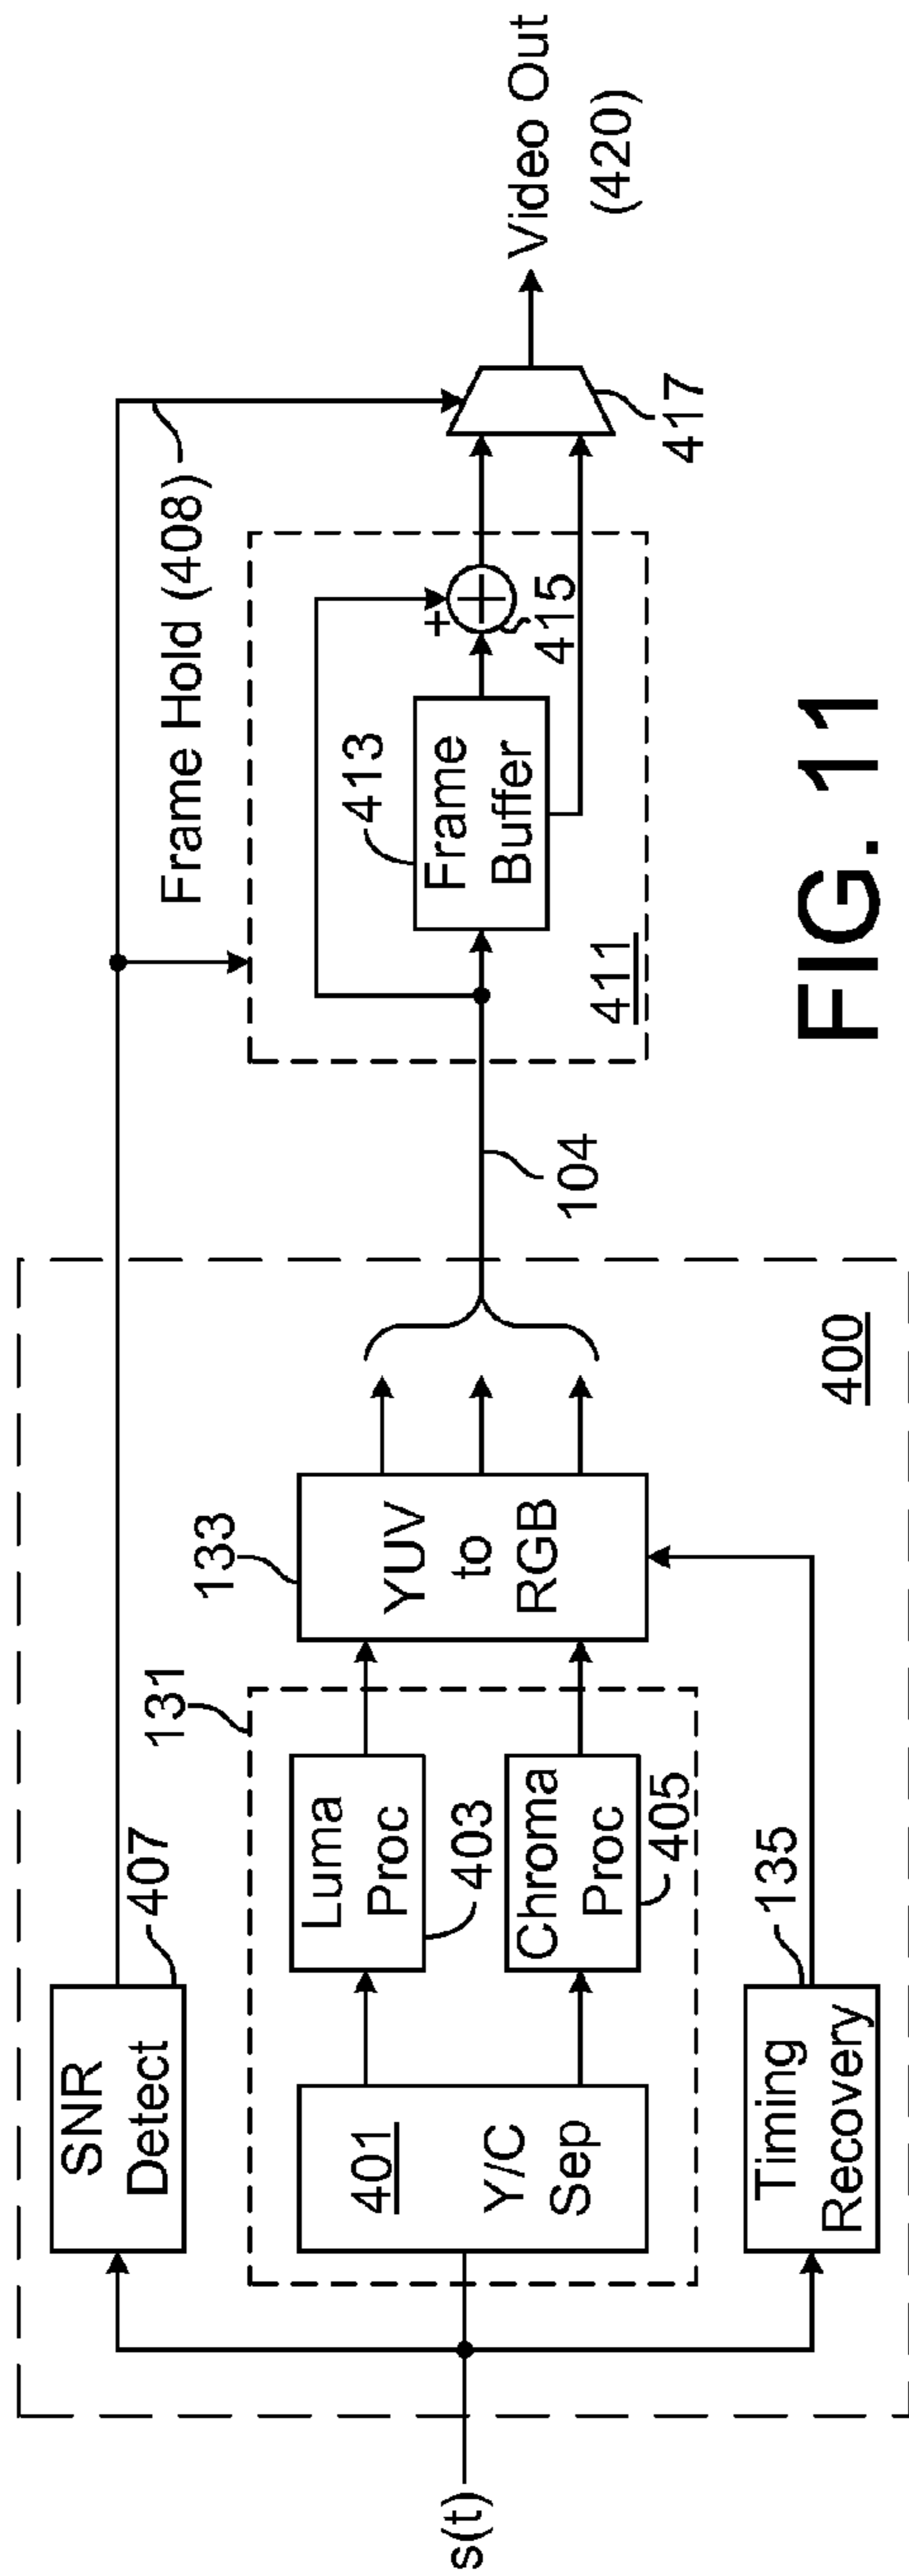 s(t)
SNR
Detect
407
131
401
Y/C
Sep
Luma
Proc
403
Chroma
Proc
405
Timing
Recovery
135
133
YUV
to
RGB
400
104
Frame Hold (408)
411
413
Frame
Buffer
+
415
417
Video Out
(420)
FIG. 11